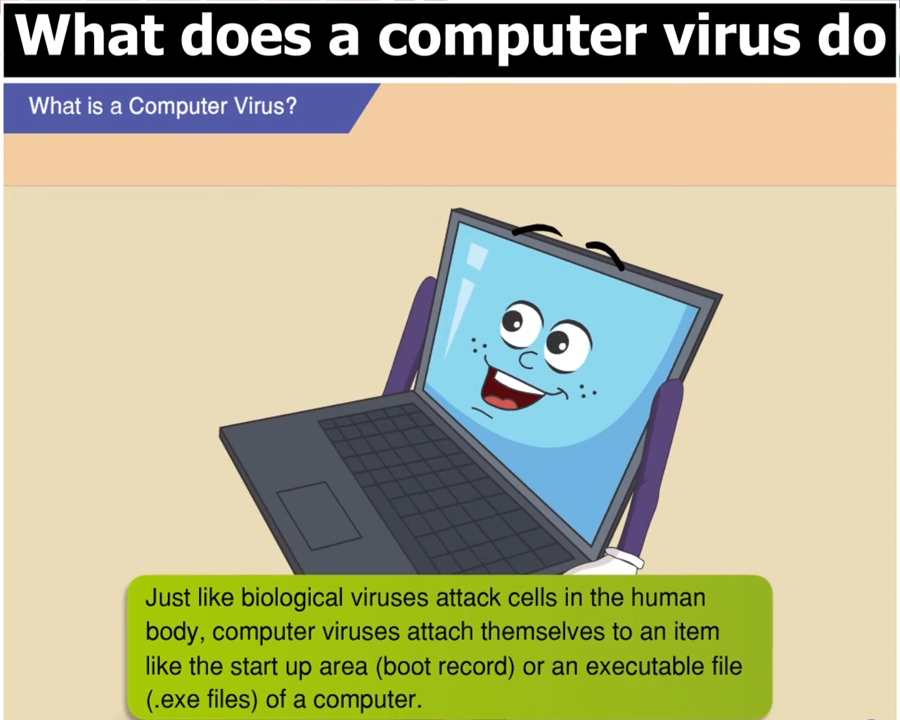 What does a computer virus do
What is a Computer Virus?
Just like biological viruses attack cells in the human
body, computer viruses attach themselves to an item
like the start up area (boot record) or an executable file
(.exe files) of a computer.